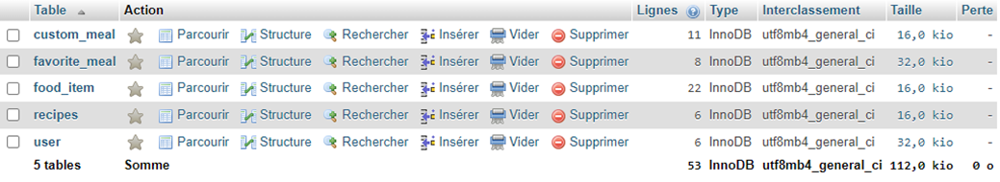 Table Action Lignes Type Interclassement Taille Perte
custom_meal Parcourir Structure Rechercher Insérer Vider Supprimer 11 InnoDB utf8mb4_general_ci 16,0 kio -
favorite_meal Parcourir Structure Rechercher Insérer Vider Supprimer 8 InnoDB utf8mb4_general_ci 32,0 kio -
food_item Parcourir Structure Rechercher Insérer Vider Supprimer 22 InnoDB utf8mb4_general_ci 16,0 kio -
recipes Parcourir Structure Rechercher Insérer Vider Supprimer 6 InnoDB utf8mb4_general_ci 16,0 kio -
user Parcourir Structure Rechercher Insérer Vider Supprimer 6 InnoDB utf8mb4_general_ci 32,0 kio -
5 tables Somme 53 InnoDB utf8mb4_general_ci 112,0 kio 0 o